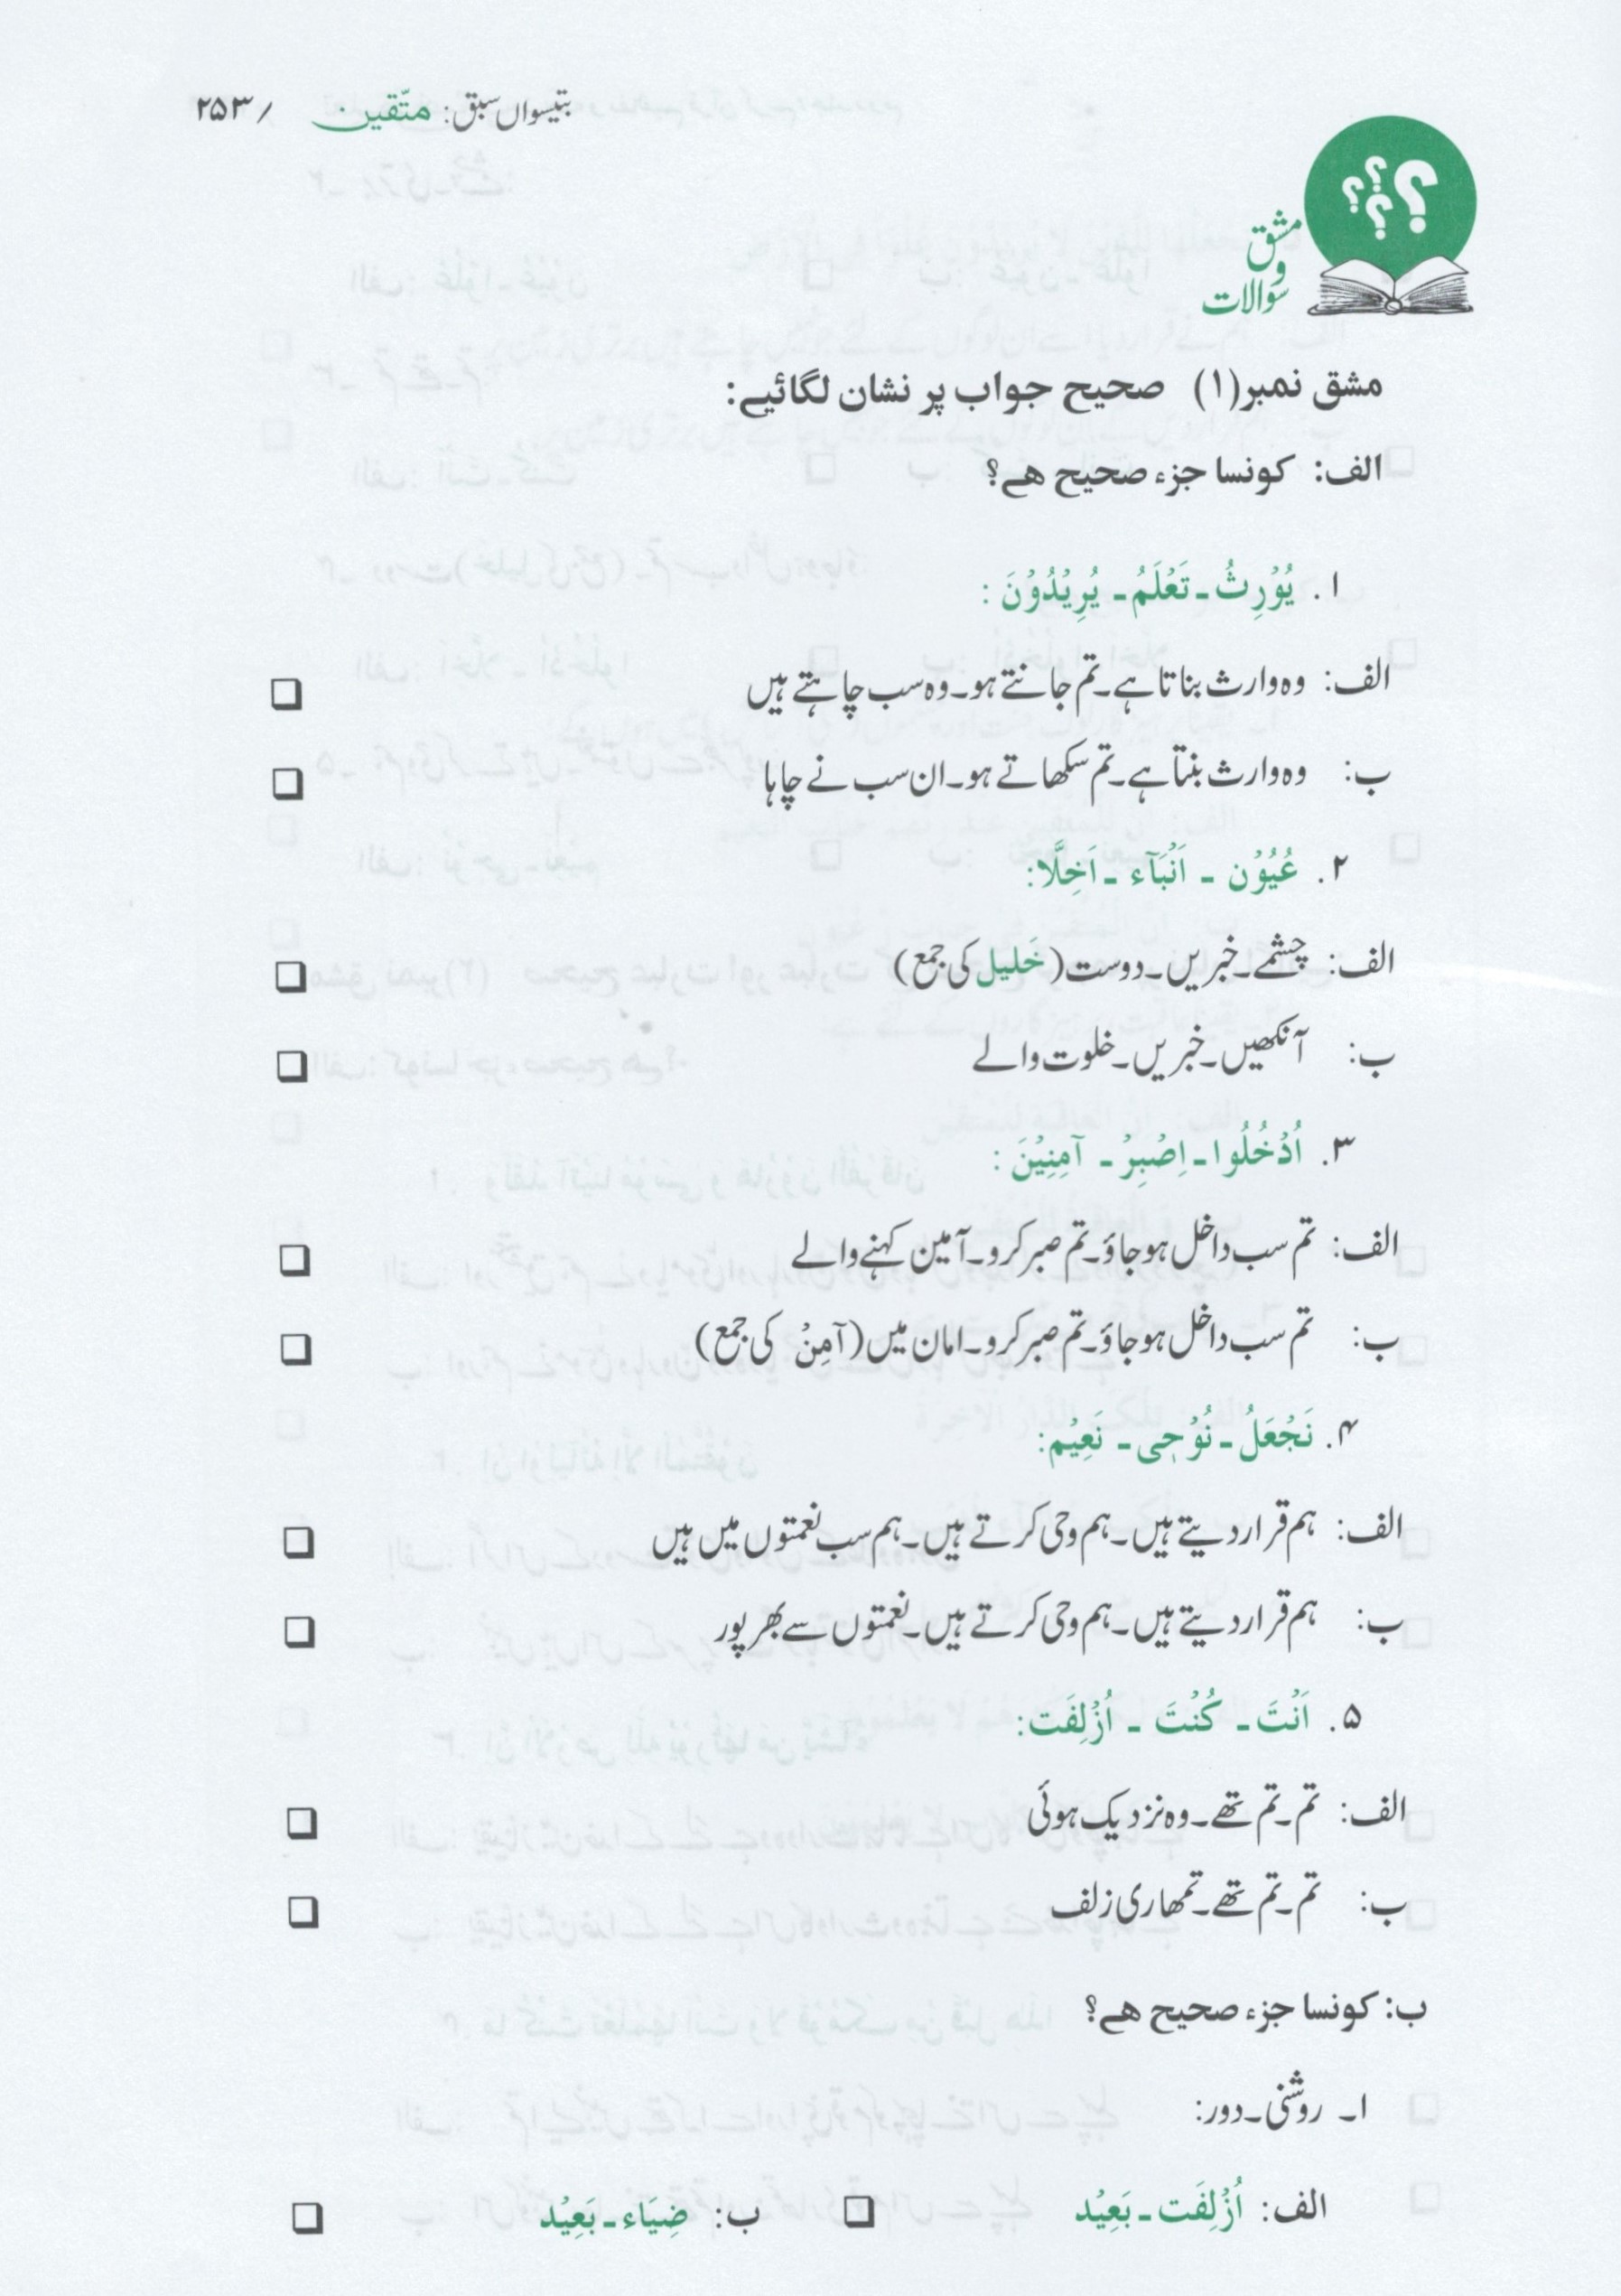 بتیسواں سبق: متّقین / ۲۵۳
؟؟؟؟
مشق
و
سوالات
مشق نمبر(۱) صحیح جواب پر نشان لگائیے:
الف: کونسا جزء صحیح ھے؟
۱. یُوْرِثُ ـ تَعْلَمُ ـ یُرِیْدُوْنَ :
الف: وہ وارث بناتا ہے ـ تم جانتے ہو ـ وہ سب چاہتے ہیں
ب: وہ وارث بنتا ہے ـ تم سکھاتے ہو ـ ان سب نے چاہا
۲. عُیُوْن ـ اَنْبَآء ـ اَخِلَّا:
الف: چشمے ـ خبریں ـ دوست (خَلیل کی جمع)
ب: آنکھیں ـ خبریں ـ خلوت والے
۳. اُدْخُلُوا ـ اِصْبِرْ ـ آمِنِیْنَ :
الف: تم سب داخل ہوجاؤ ـ تم صبر کرو ـ آمین کہنے والے
ب: تم سب داخل ہوجاؤ ـ تم صبر کرو ـ امان میں (آمِنْ کی جمع)
۴. نَجْعَلُ ـ نُوْحِی ـ نَعِیْم:
الف: ہم قرار دیتے ہیں ـ ہم وحی کرتے ہیں ـ ہم سب نعمتوں میں ہیں
ب: ہم قرار دیتے ہیں ـ ہم وحی کرتے ہیں ـ نعمتوں سے بھرپور
۵. اَنْتَ ـ کُنْتَ ـ اُزْلِفَت:
الف: تم ـ تم تھے ـ وہ نزدیک ہوئی
ب: تم ـ تم تھے ـ تمھاری زلف
ب: کونسا جزء صحیح ھے؟
۱ـ روشنی ـ دور:
الف: اُزْلِفَت ـ بَعِیْد ب: ضِیَاء ـ بَعِیْد